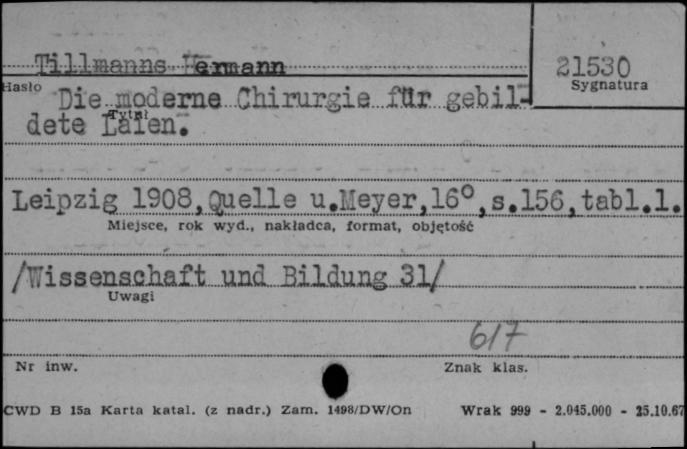 Tillmanns Hermann
21530
Hasło
Sygnatura
Die moderne Chirurgie für gebil-
Tytuł
dete Laien.
Leipzig 1908, Quelle u. Meyer, 16°, s. 156, tabl. 1.
Miejsce, rok wyd., nakładca, format, objętość
/Wissenschaft und Bildung 31/
Uwagi
617
Nr inw.
Znak klas.
CWD B 15a Karta katal. (z nadr.) Zam. 1498/DW/On
Wrak 999 - 2.045.000 - 25.10.67